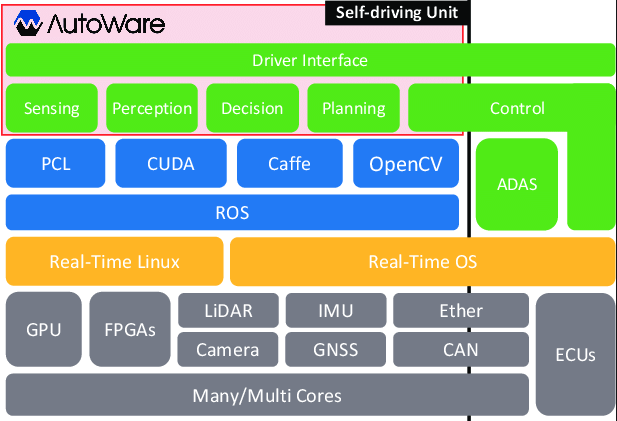 AutoWare
Self-driving Unit
Driver Interface
Sensing
Perception
Decision
Planning
Control
PCL
CUDA
Caffe
OpenCV
ADAS
ROS
Real-Time Linux
Real-Time OS
GPU
FPGAs
LiDAR
IMU
Ether
Camera
GNSS
CAN
ECUs
Many/Multi Cores